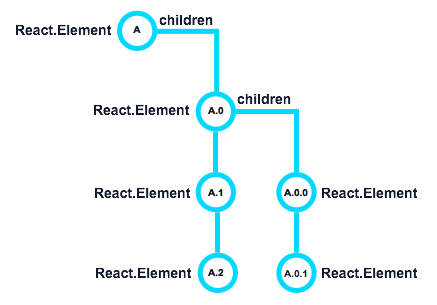 children
React.Element A
children
React.Element A.0
React.Element A.1 A.0.0 React.Element
React.Element A.2 A.0.1 React.Element